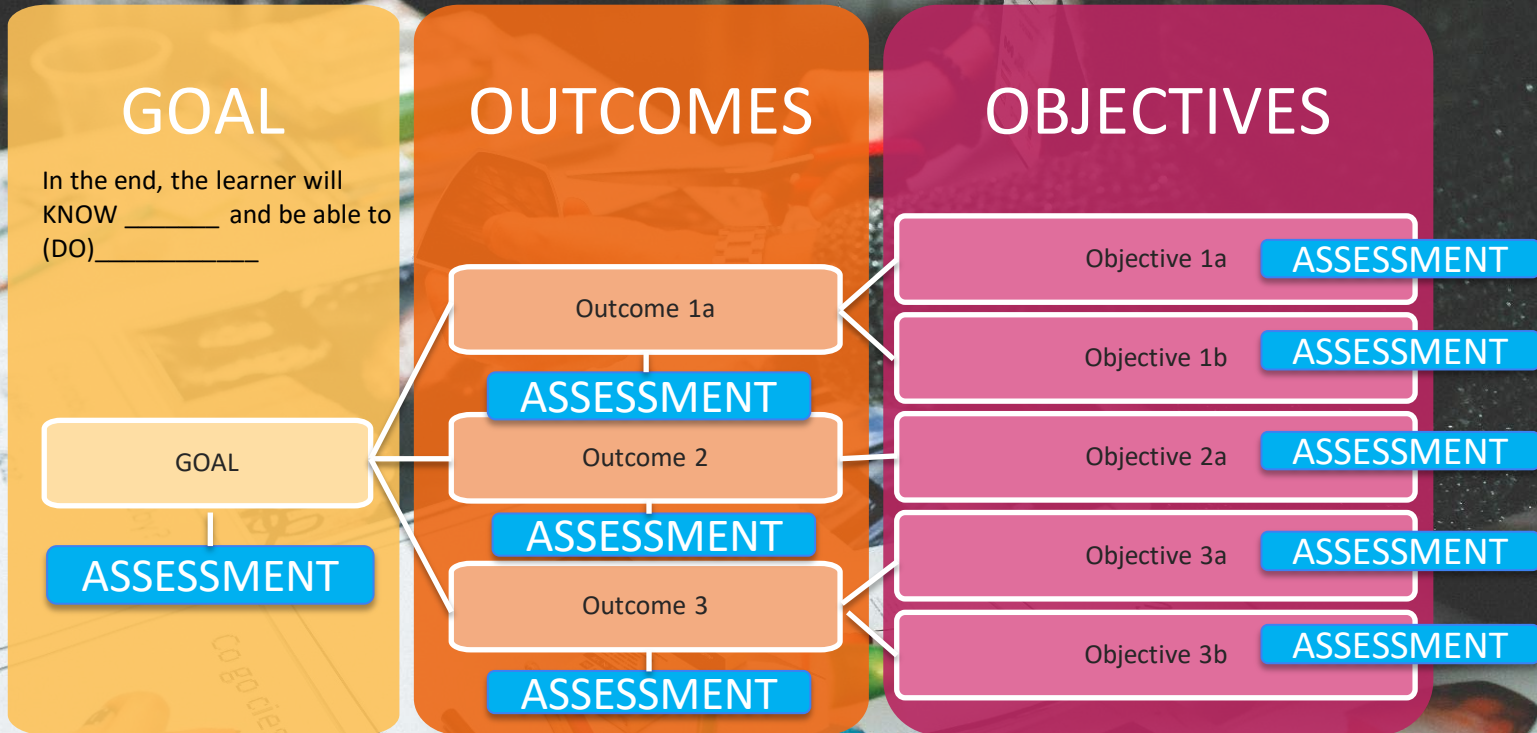 GOAL
In the end, the learner will
KNOW _______ and be able to
(DO)____________
GOAL
ASSESSMENT
OUTCOMES
Outcome 1a
ASSESSMENT
Outcome 2
ASSESSMENT
Outcome 3
ASSESSMENT
OBJECTIVES
Objective 1a
ASSESSMENT
Objective 1b
ASSESSMENT
Objective 2a
ASSESSMENT
Objective 3a
ASSESSMENT
Objective 3b
ASSESSMENT